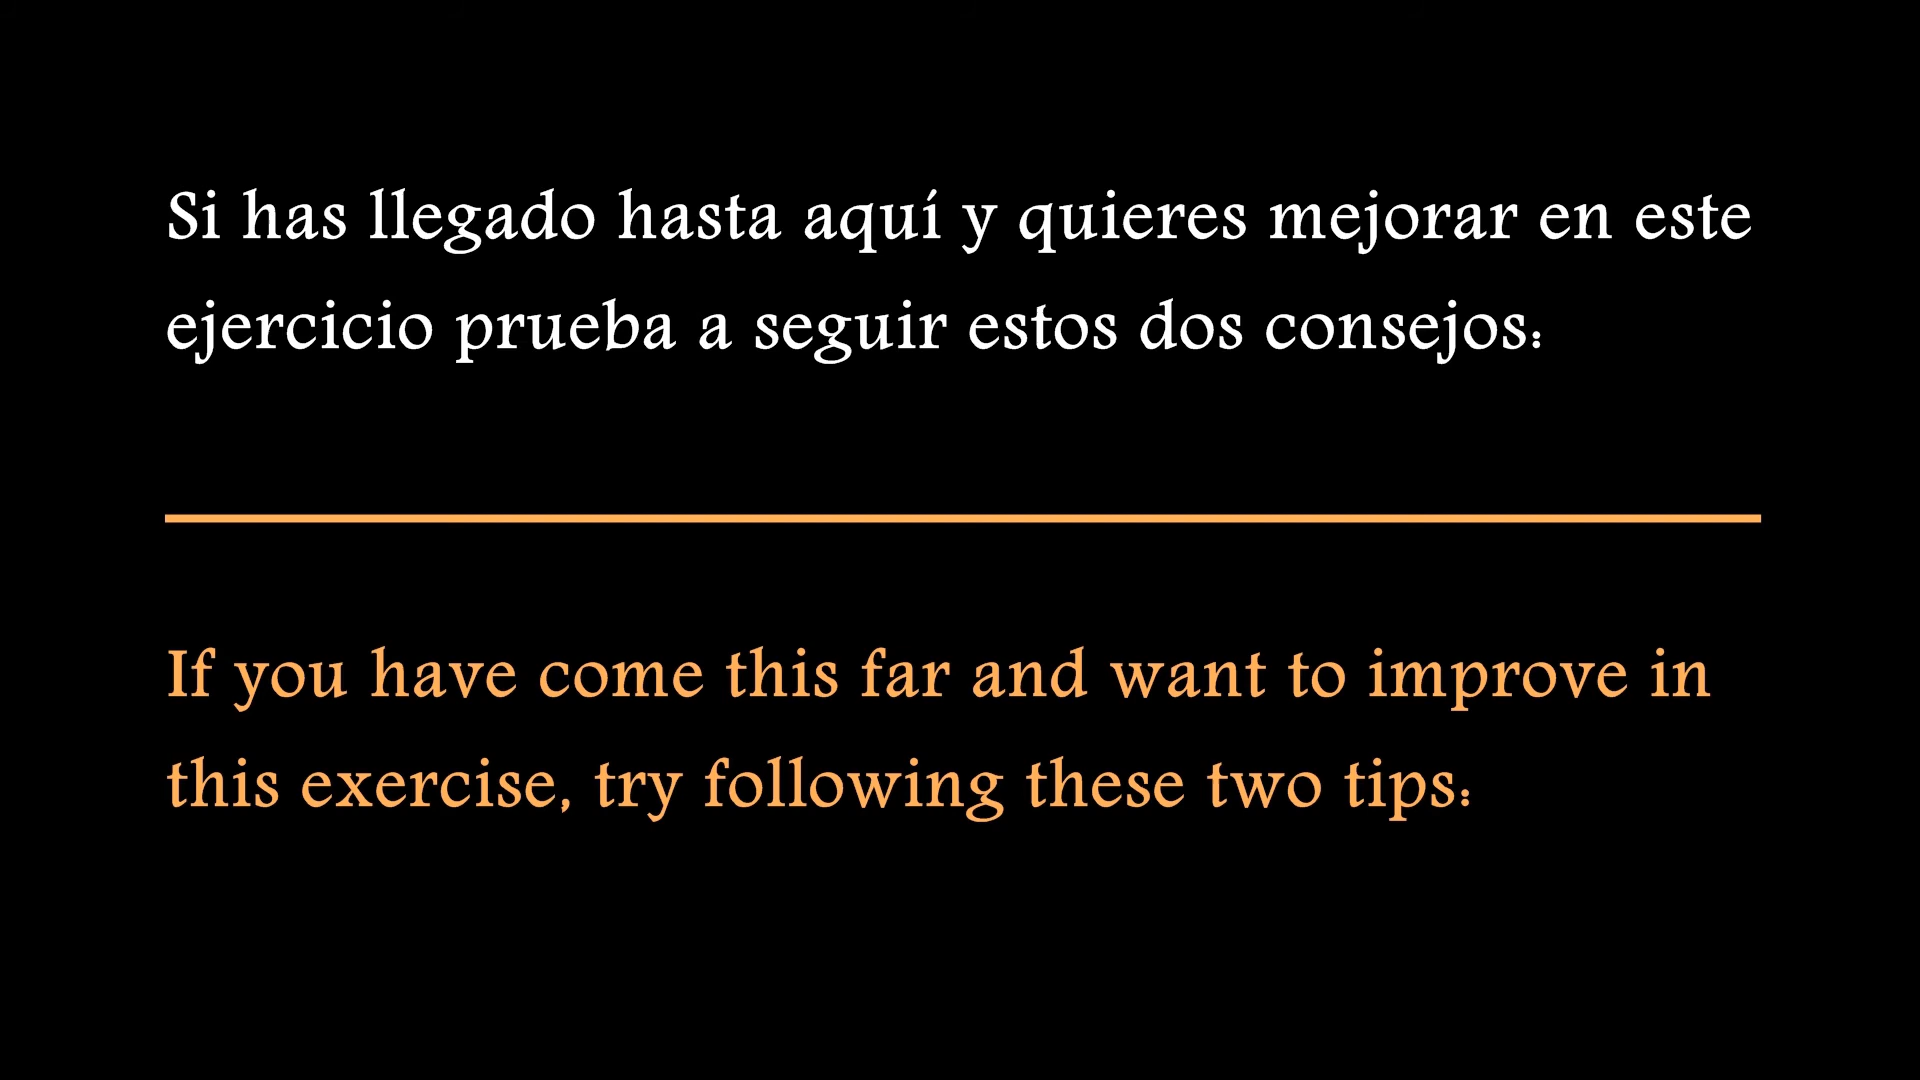 Si has llegado hasta aquí y quieres mejorar en este
ejercicio prueba a seguir estos dos consejos:
If you have come this far and want to improve in
this exercise, try following these two tips: